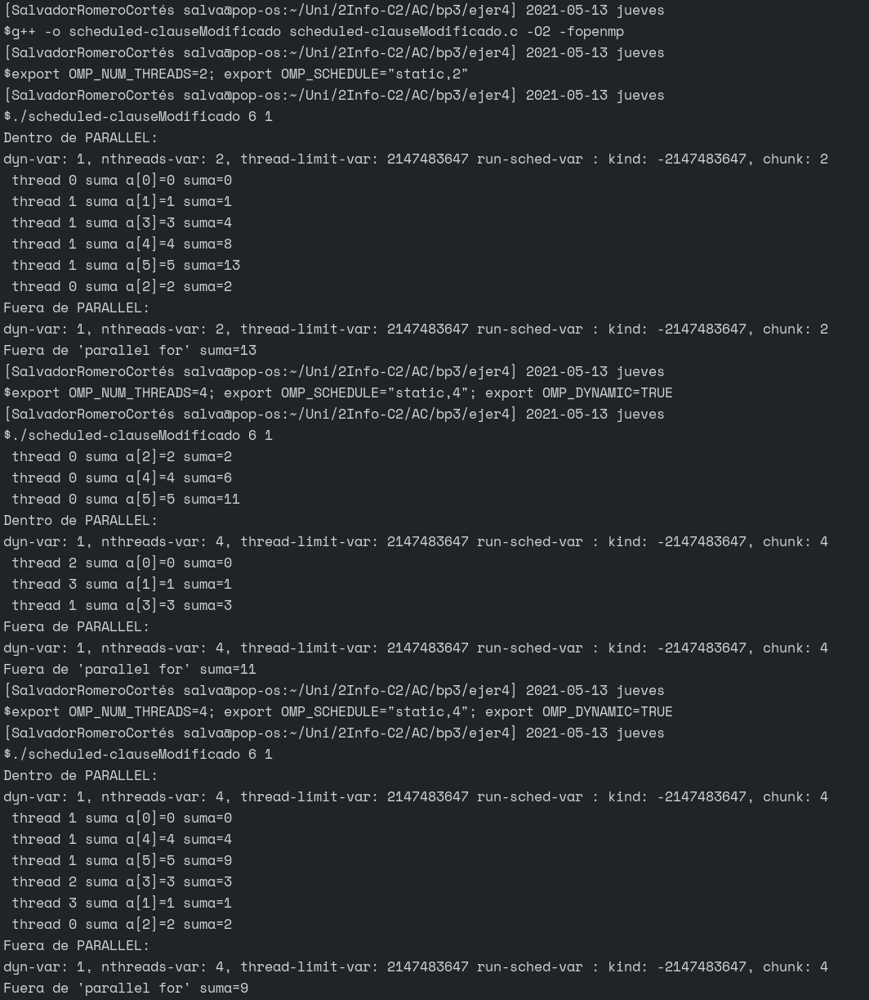 [SalvadorRomeroCortés salva@pop-os:~/Uni/2Info-C2/AC/bp3/ejer4] 2021-05-13 jueves
$g++ -o scheduled-clauseModificado scheduled-clauseModificado.c -O2 -fopenmp
[SalvadorRomeroCortés salva@pop-os:~/Uni/2Info-C2/AC/bp3/ejer4] 2021-05-13 jueves
$export OMP_NUM_THREADS=2; export OMP_SCHEDULE="static,2"
[SalvadorRomeroCortés salva@pop-os:~/Uni/2Info-C2/AC/bp3/ejer4] 2021-05-13 jueves
$./scheduled-clauseModificado 6 1
Dentro de PARALLEL:
dyn-var: 1, nthreads-var: 2, thread-limit-var: 2147483647 run-sched-var : kind: -2147483647, chunk: 2
 thread 0 suma a[0]=0 suma=0
 thread 1 suma a[1]=1 suma=1
 thread 1 suma a[3]=3 suma=4
 thread 1 suma a[4]=4 suma=8
 thread 1 suma a[5]=5 suma=13
 thread 0 suma a[2]=2 suma=2
Fuera de PARALLEL:
dyn-var: 1, nthreads-var: 2, thread-limit-var: 2147483647 run-sched-var : kind: -2147483647, chunk: 2
Fuera de 'parallel for' suma=13
[SalvadorRomeroCortés salva@pop-os:~/Uni/2Info-C2/AC/bp3/ejer4] 2021-05-13 jueves
$export OMP_NUM_THREADS=4; export OMP_SCHEDULE="static,4"; export OMP_DYNAMIC=TRUE
[SalvadorRomeroCortés salva@pop-os:~/Uni/2Info-C2/AC/bp3/ejer4] 2021-05-13 jueves
$./scheduled-clauseModificado 6 1
 thread 0 suma a[2]=2 suma=2
 thread 0 suma a[4]=4 suma=6
 thread 0 suma a[5]=5 suma=11
Dentro de PARALLEL:
dyn-var: 1, nthreads-var: 4, thread-limit-var: 2147483647 run-sched-var : kind: -2147483647, chunk: 4
 thread 2 suma a[0]=0 suma=0
 thread 3 suma a[1]=1 suma=1
 thread 1 suma a[3]=3 suma=3
Fuera de PARALLEL:
dyn-var: 1, nthreads-var: 4, thread-limit-var: 2147483647 run-sched-var : kind: -2147483647, chunk: 4
Fuera de 'parallel for' suma=11
[SalvadorRomeroCortés salva@pop-os:~/Uni/2Info-C2/AC/bp3/ejer4] 2021-05-13 jueves
$export OMP_NUM_THREADS=4; export OMP_SCHEDULE="static,4"; export OMP_DYNAMIC=TRUE
[SalvadorRomeroCortés salva@pop-os:~/Uni/2Info-C2/AC/bp3/ejer4] 2021-05-13 jueves
$./scheduled-clauseModificado 6 1
Dentro de PARALLEL:
dyn-var: 1, nthreads-var: 4, thread-limit-var: 2147483647 run-sched-var : kind: -2147483647, chunk: 4
 thread 1 suma a[0]=0 suma=0
 thread 1 suma a[4]=4 suma=4
 thread 1 suma a[5]=5 suma=9
 thread 2 suma a[3]=3 suma=3
 thread 3 suma a[1]=1 suma=1
 thread 0 suma a[2]=2 suma=2
Fuera de PARALLEL:
dyn-var: 1, nthreads-var: 4, thread-limit-var: 2147483647 run-sched-var : kind: -2147483647, chunk: 4
Fuera de 'parallel for' suma=9